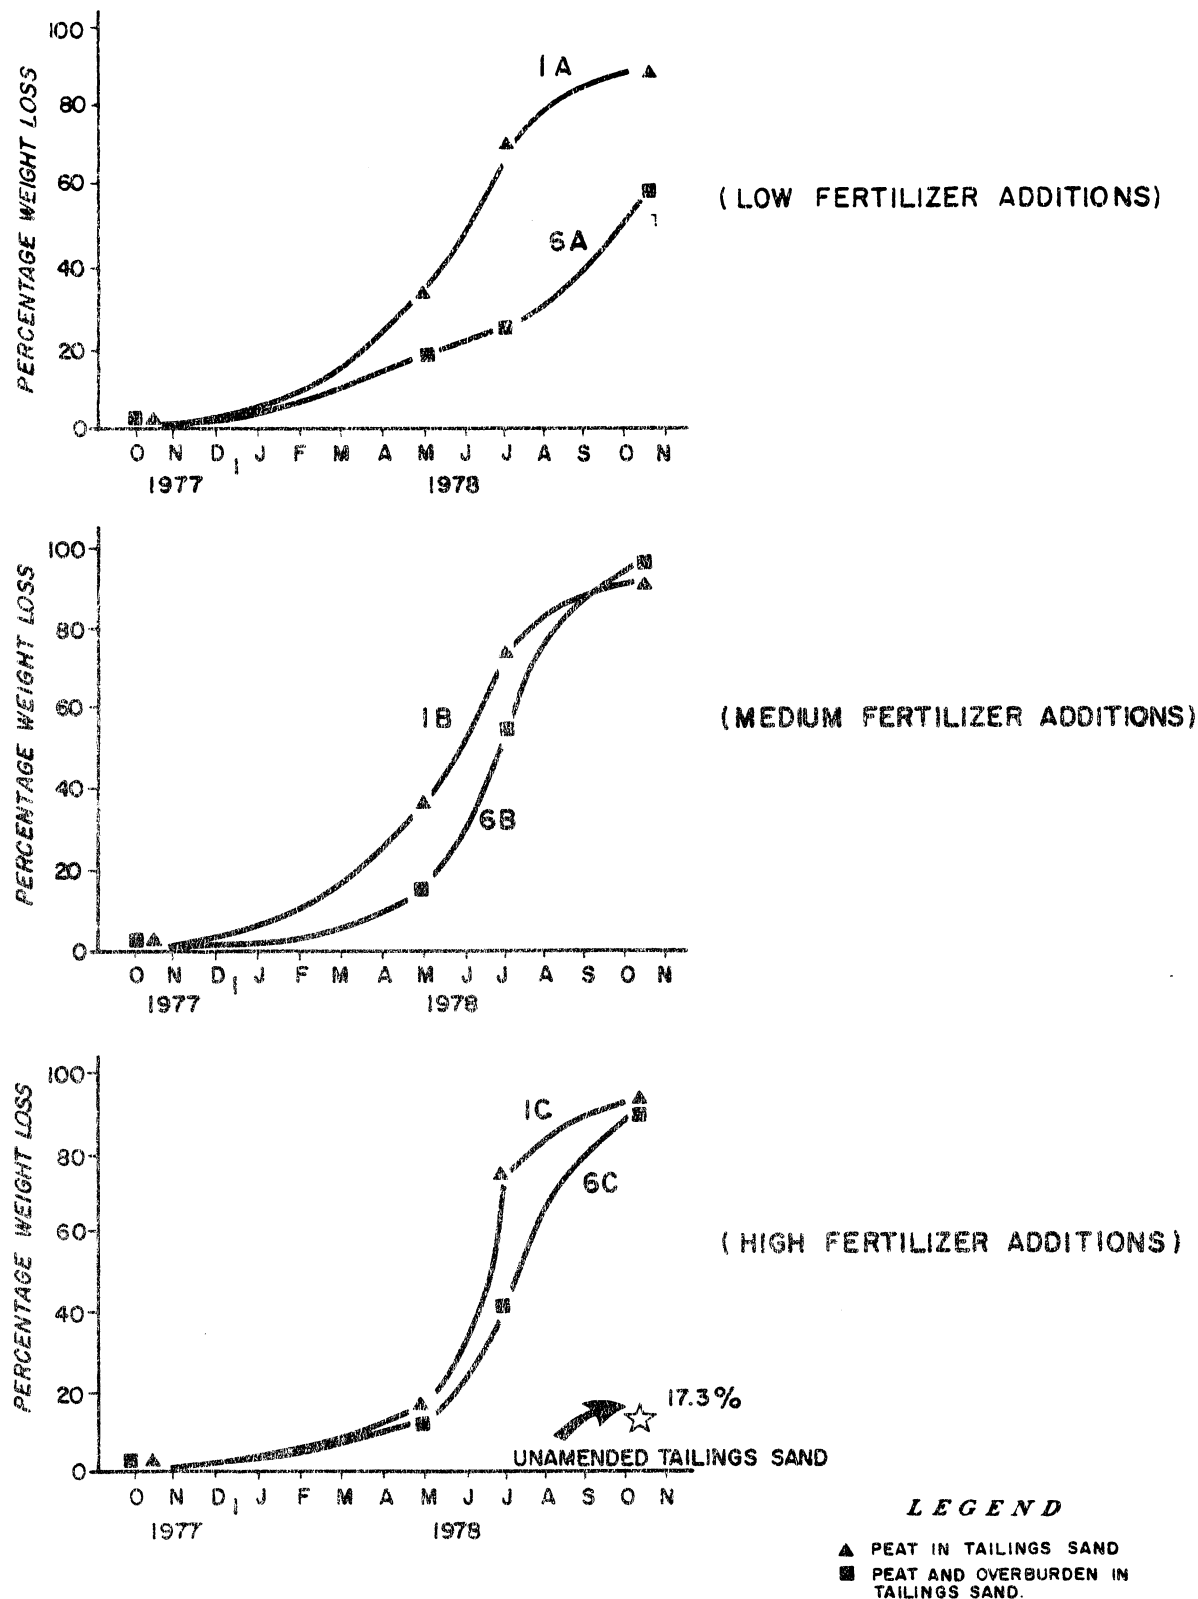 100
1A
80
60
(LOW FERTILIZER ADDITIONS)
6A
40
20
0
PERCENTAGE WEIGHT LOSS
O N D J F M A M J J A S O N
1977 1978
100
80
60
1B
(MEDIUM FERTILIZER ADDITIONS)
40
6B
20
0
PERCENTAGE WEIGHT LOSS
O N D J F M A M J J A S O N
1977 1978
100
1C
80
6C
60
(HIGH FERTILIZER ADDITIONS)
40
20
17.3%
UNAMENDED TAILINGS SAND
0
PERCENTAGE WEIGHT LOSS
O N D J F M A M J J A S O N
1977 1978
LEGEND
PEAT IN TAILINGS SAND
PEAT AND OVERBURDEN IN
TAILINGS SAND.